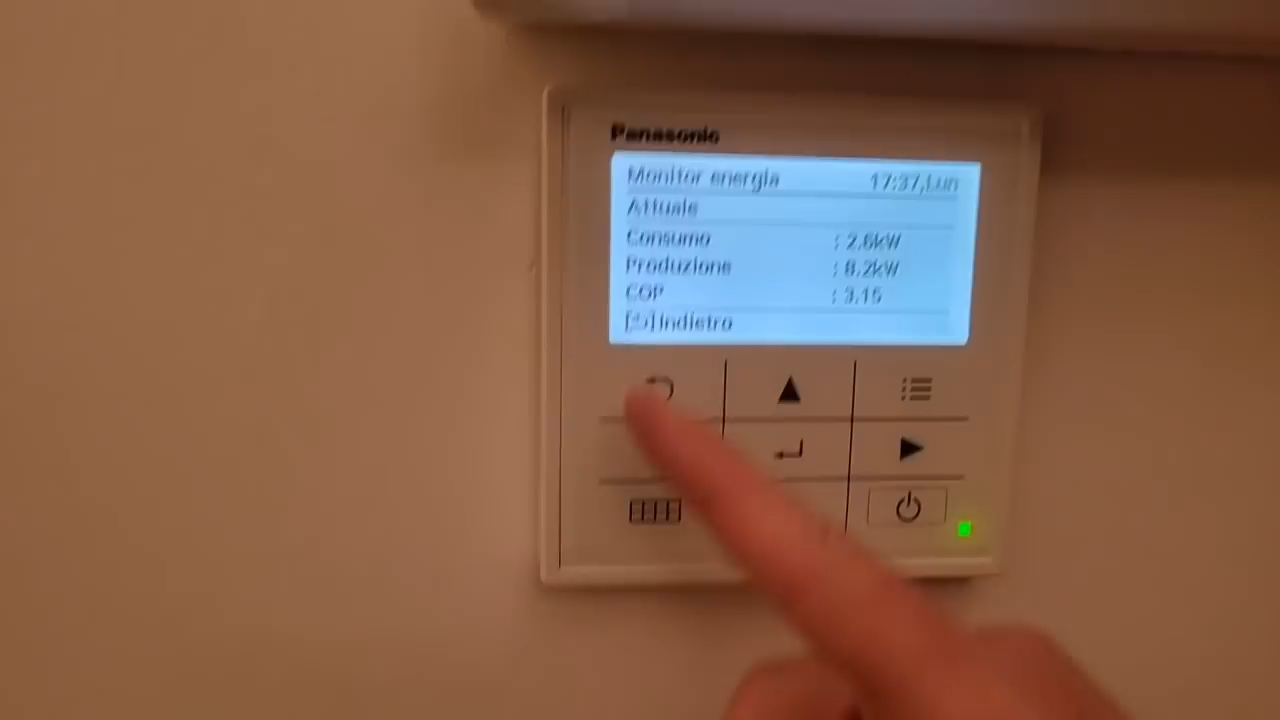 Panasonic
Monitor energia 17:37,Lun
Attuale
Consumo : 2.6kW
Produzione : 8.2kW
COP : 3.15
[⮌]Indietro